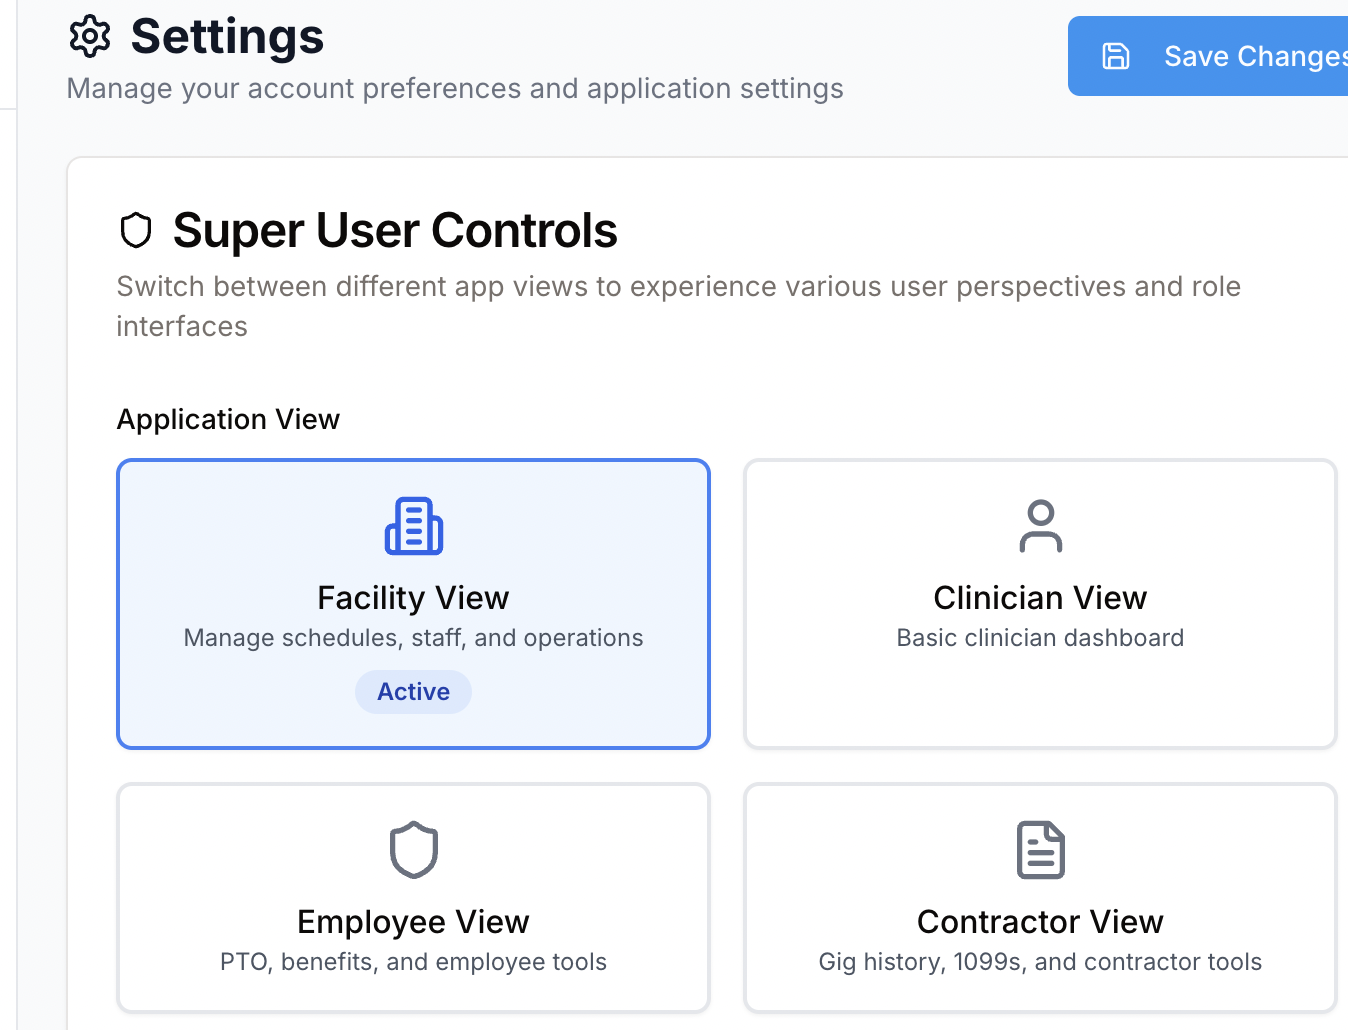 Settings
Save Changes
Manage your account preferences and application settings
Super User Controls
Switch between different app views to experience various user perspectives and role
interfaces
Application View
Facility View
Manage schedules, staff, and operations
Active
Clinician View
Basic clinician dashboard
Employee View
PTO, benefits, and employee tools
Contractor View
Gig history, 1099s, and contractor tools